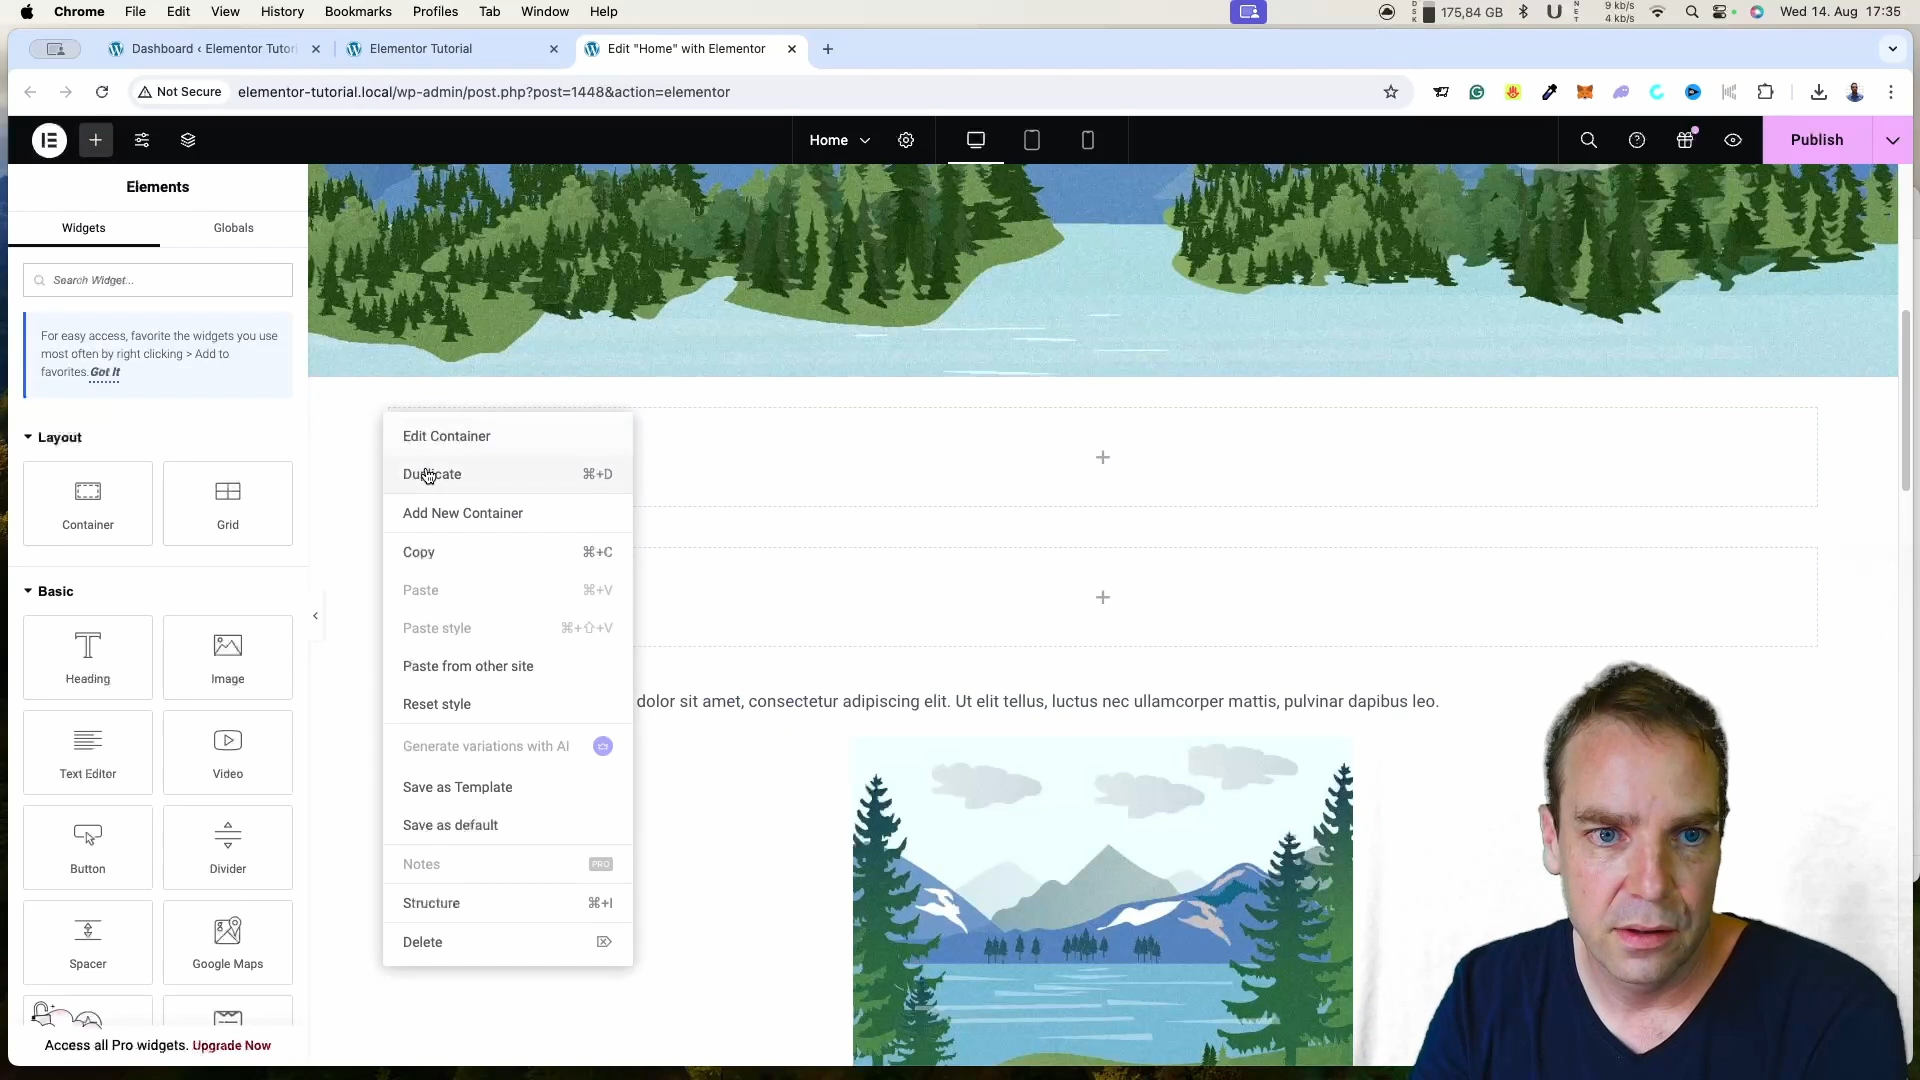 Chrome File Edit View History Bookmarks Profiles Tab Window Help
175,84 GB
9 kb/s
4 kb/s
Wed 14. Aug 17:35
Dashboard ‹ Elementor Tutori
Elementor Tutorial
Edit "Home" with Elementor
Not Secure
elementor-tutorial.local/wp-admin/post.php?post=1448&action=elementor
Home
Publish
Elements
Widgets
Globals
Search Widget...
For easy access, favorite the widgets you use
most often by right clicking > Add to
favorites. Got It
Layout
Container
Grid
Basic
Heading
Image
Text Editor
Video
Button
Divider
Spacer
Google Maps
Access all Pro widgets. Upgrade Now
Edit Container
Duplicate ⌘+D
Add New Container
Copy ⌘+C
Paste ⌘+V
Paste style ⌘+⇧+V
Paste from other site
Reset style
Generate variations with AI
Save as Template
Save as default
Notes PRO
Structure ⌘+I
Delete
dolor sit amet, consectetur adipiscing elit. Ut elit tellus, luctus nec ullamcorper mattis, pulvinar dapibus leo.